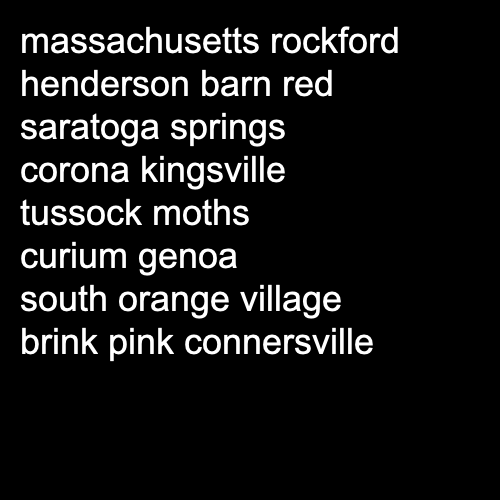 massachusetts rockford
henderson barn red
saratoga springs
corona kingsville
tussock moths
curium genoa
south orange village
brink pink connersville